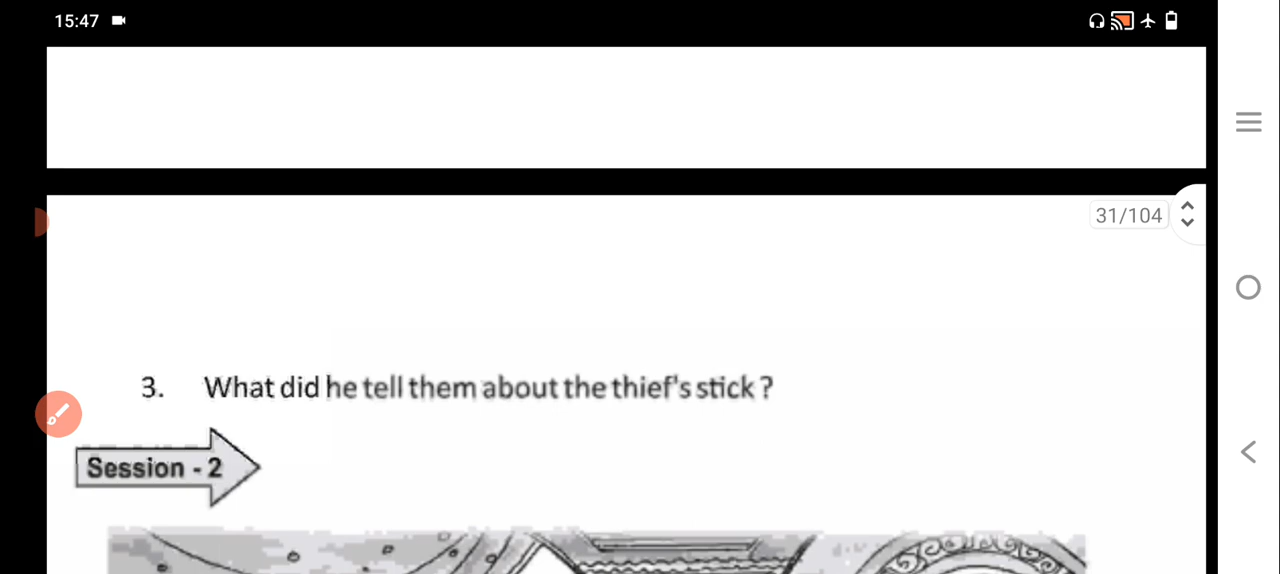 15:47
31/104
3. What did he tell them about the thief's stick ?
Session - 2